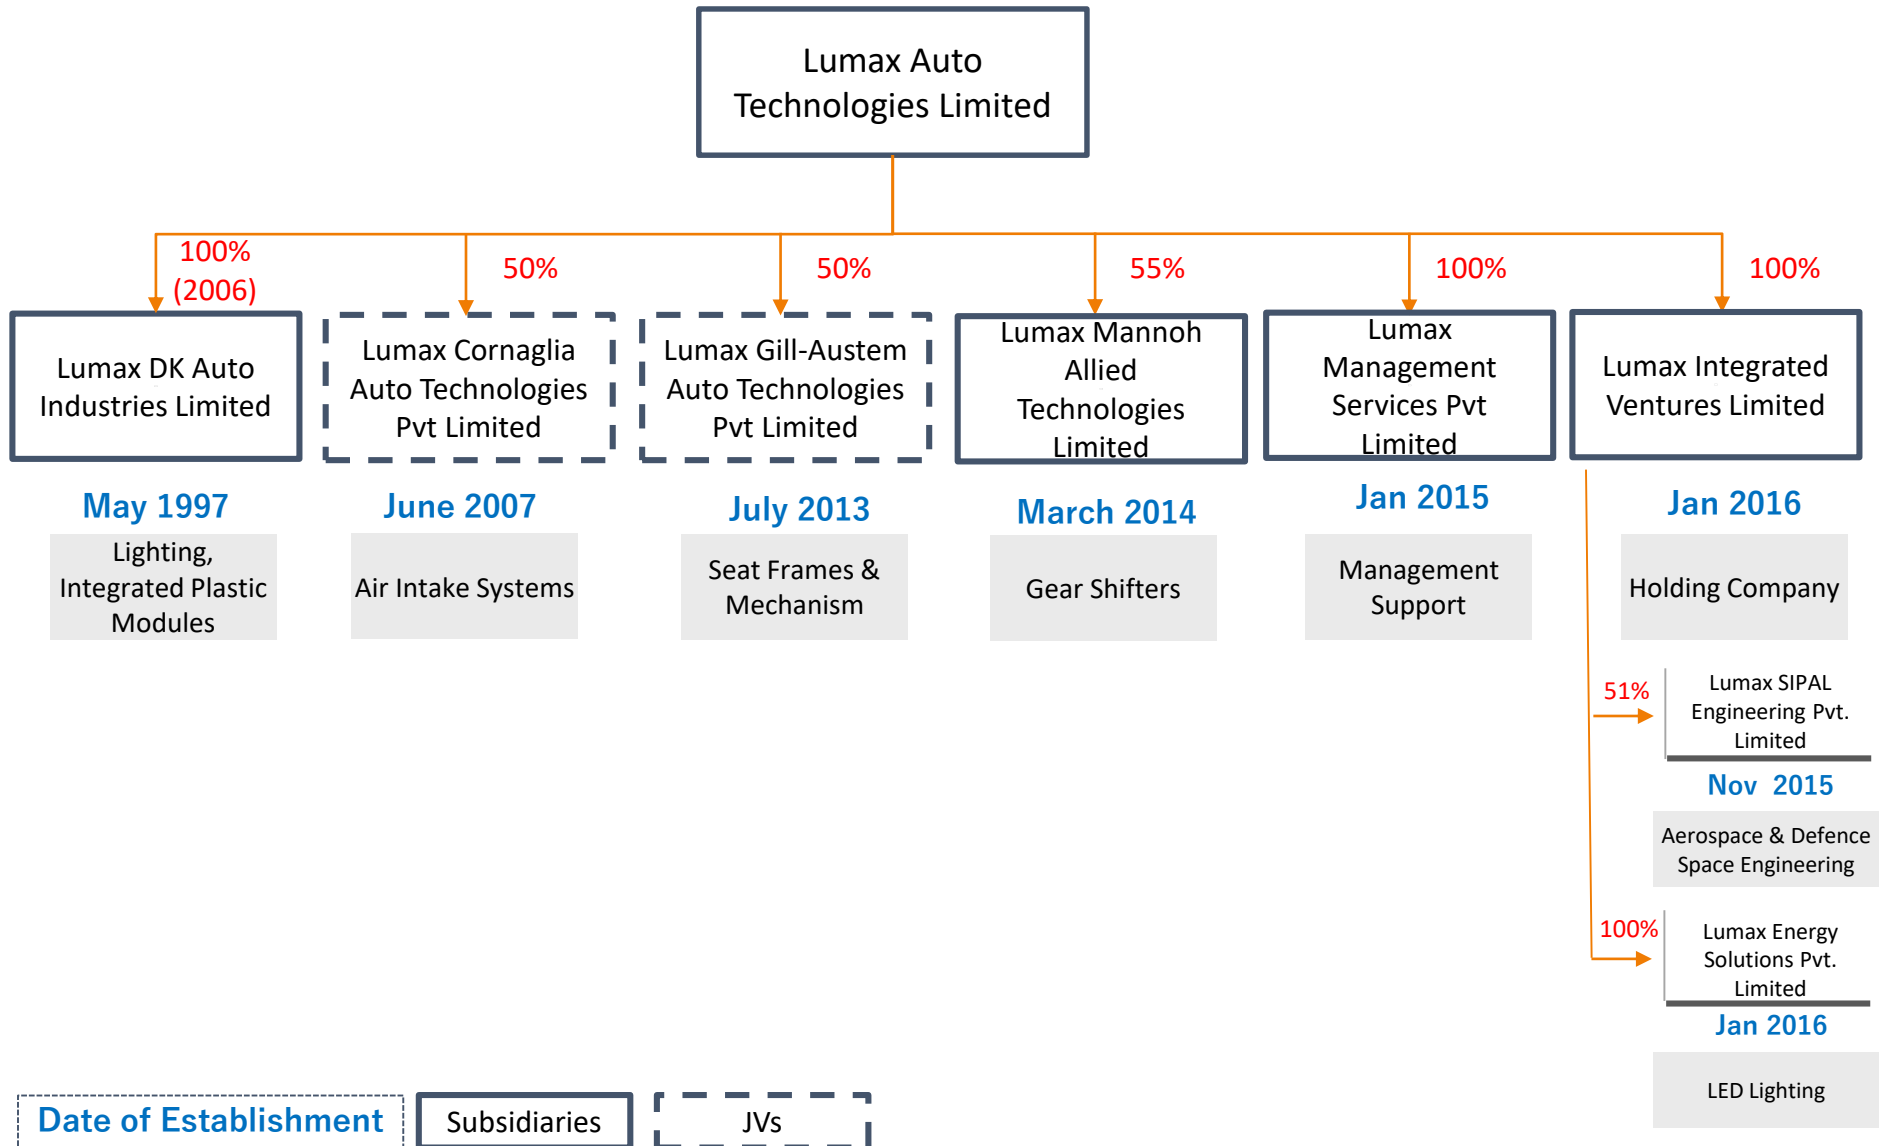 Lumax Auto
Technologies Limited
100%
(2006)
50%
50%
55%
100%
100%
Lumax DK Auto
Industries Limited
Lumax Cornaglia
Auto Technologies
Pvt Limited
Lumax Gill-Austem
Auto Technologies
Pvt Limited
Lumax Mannoh
Allied
Technologies
Limited
Lumax
Management
Services Pvt
Limited
Lumax Integrated
Ventures Limited
May 1997
June 2007
July 2013
March 2014
Jan 2015
Jan 2016
Lighting,
Integrated Plastic
Modules
Air Intake Systems
Seat Frames &
Mechanism
Gear Shifters
Management
Support
Holding Company
51%
Lumax SIPAL
Engineering Pvt.
Limited
Nov 2015
Aerospace & Defence
Space Engineering
100%
Lumax Energy
Solutions Pvt.
Limited
Jan 2016
LED Lighting
Date of Establishment
Subsidiaries
JVs